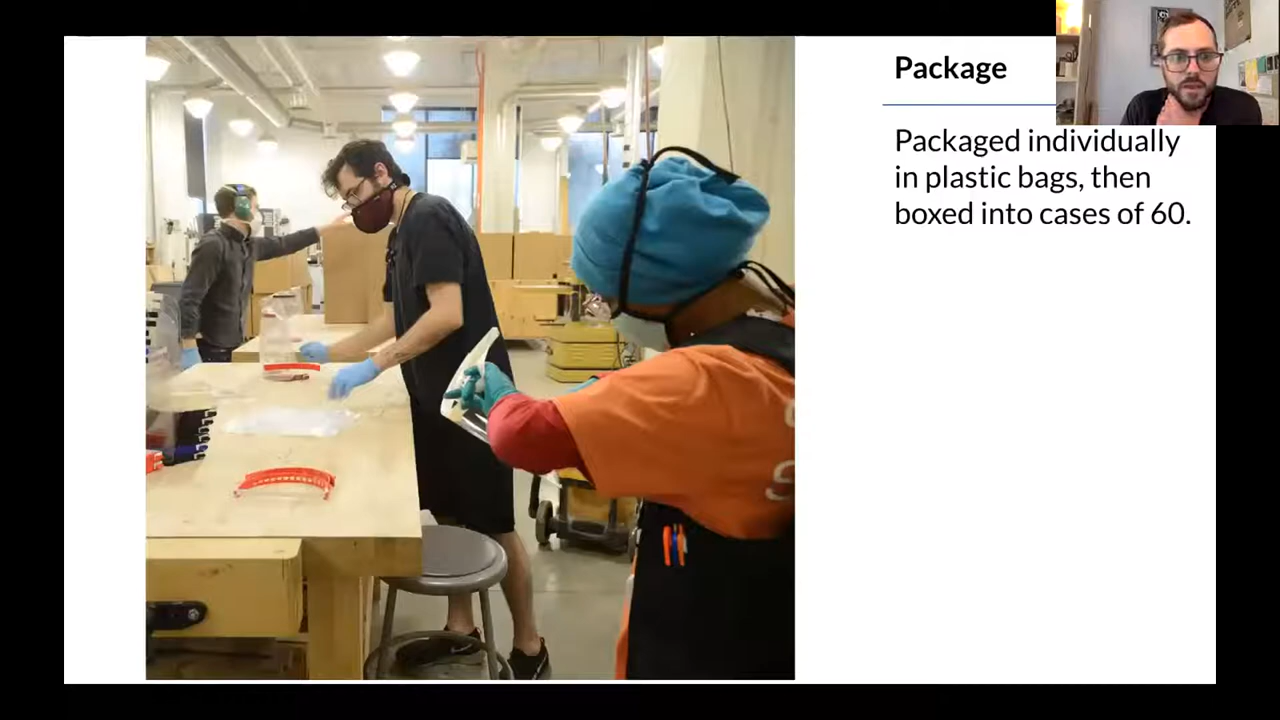 Package
Packaged individually
in plastic bags, then
boxed into cases of 60.